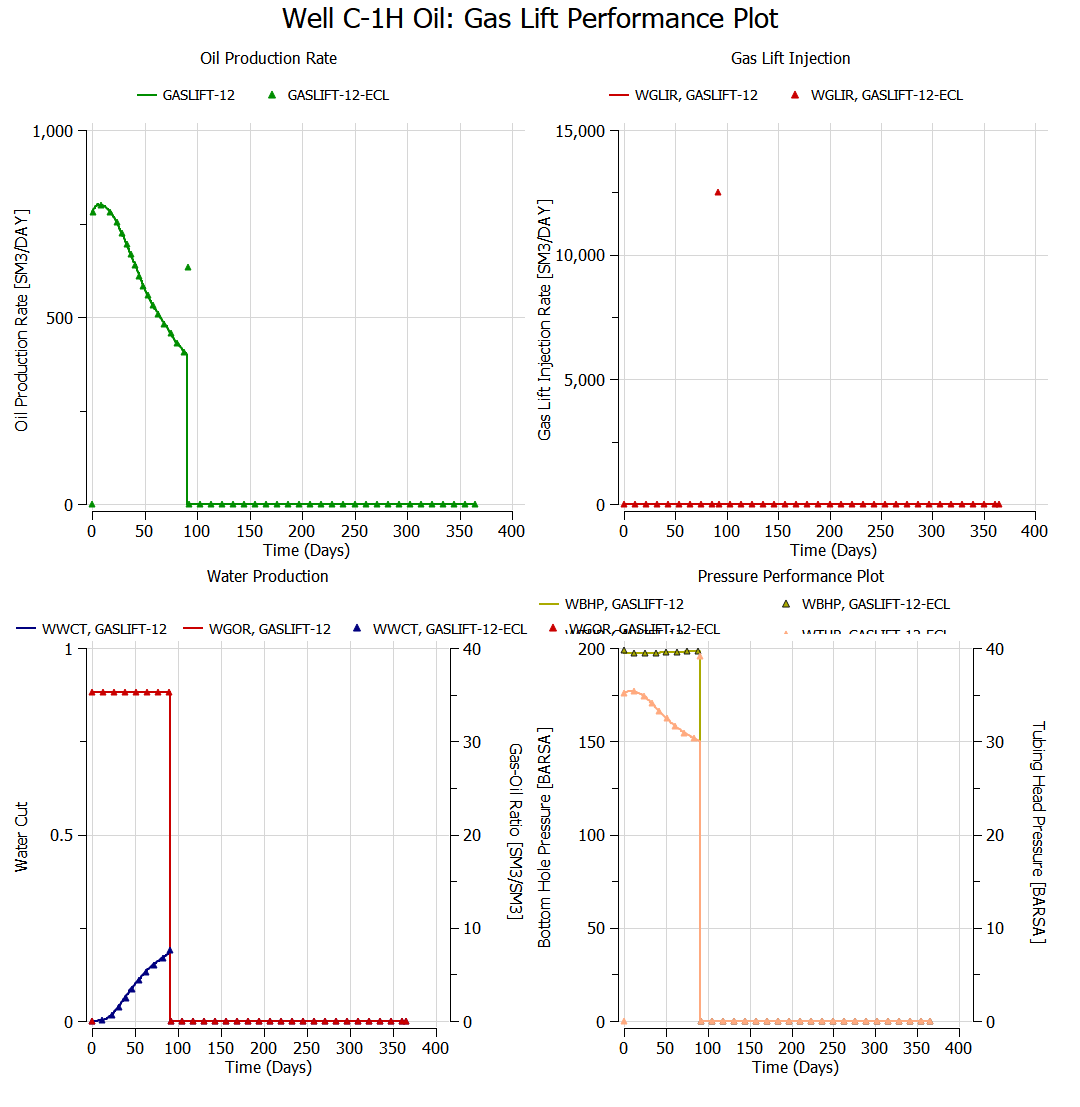 Well C-1H Oil: Gas Lift Performance Plot
Oil Production Rate
GASLIFT-12 GASLIFT-12-ECL
1,000
500
0
Oil Production Rate [SM3/DAY]
0 50 100 150 200 250 300 350 400
Time (Days)
Gas Lift Injection
WGLIR, GASLIFT-12 WGLIR, GASLIFT-12-ECL
15,000
10,000
5,000
0
Gas Lift Injection Rate [SM3/DAY]
0 50 100 150 200 250 300 350 400
Time (Days)
Water Production
WWCT, GASLIFT-12 WGOR, GASLIFT-12 WWCT, GASLIFT-12-ECL WGOR, GASLIFT-12-ECL
1
0.5
0
Water Cut
40
30
20
10
0
Gas-Oil Ratio [SM3/SM3]
0 50 100 150 200 250 300 350 400
Time (Days)
Pressure Performance Plot
WBHP, GASLIFT-12 WBHP, GASLIFT-12-ECL
200
150
100
50
0
Bottom Hole Pressure [BARSA]
40
30
20
10
0
Tubing Head Pressure [BARSA]
0 50 100 150 200 250 300 350 400
Time (Days)